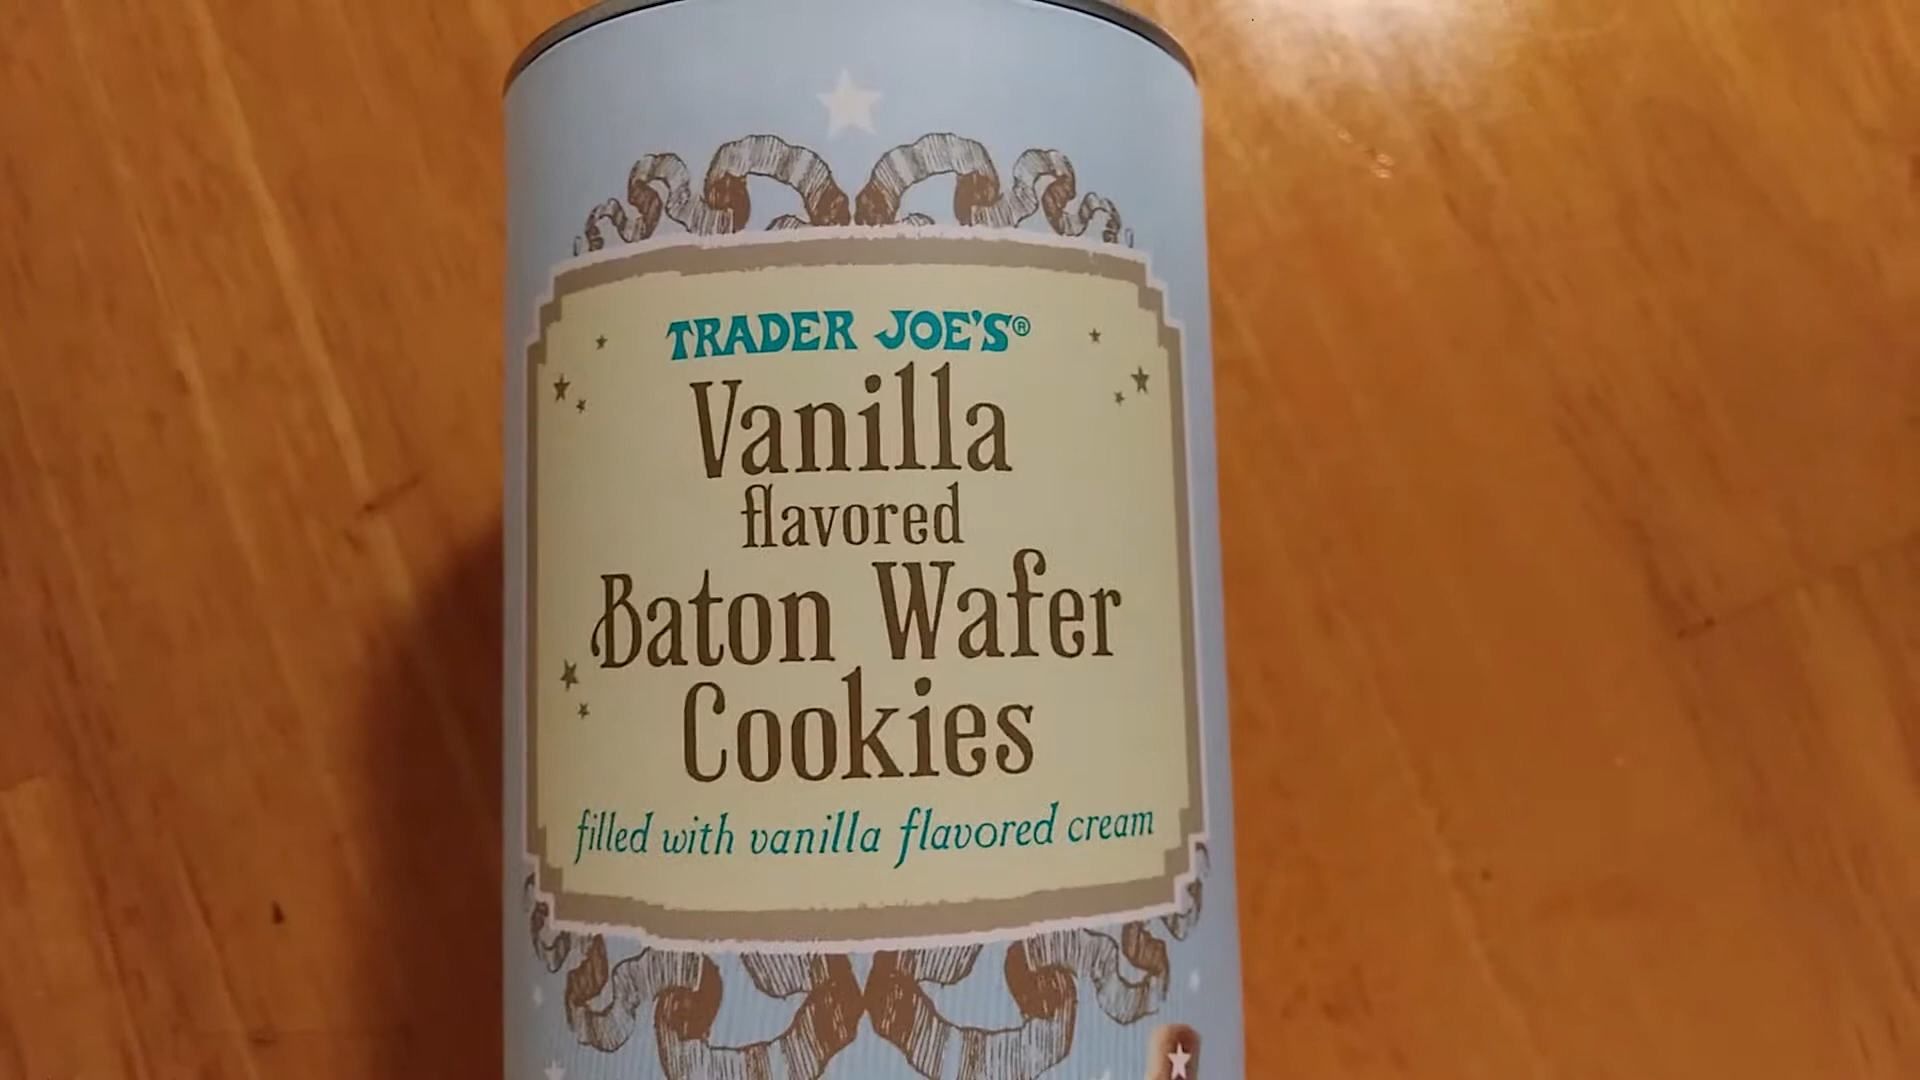 TRADER JOE'S®
Vanilla
flavored
Baton Wafer
Cookies
filled with vanilla flavored cream